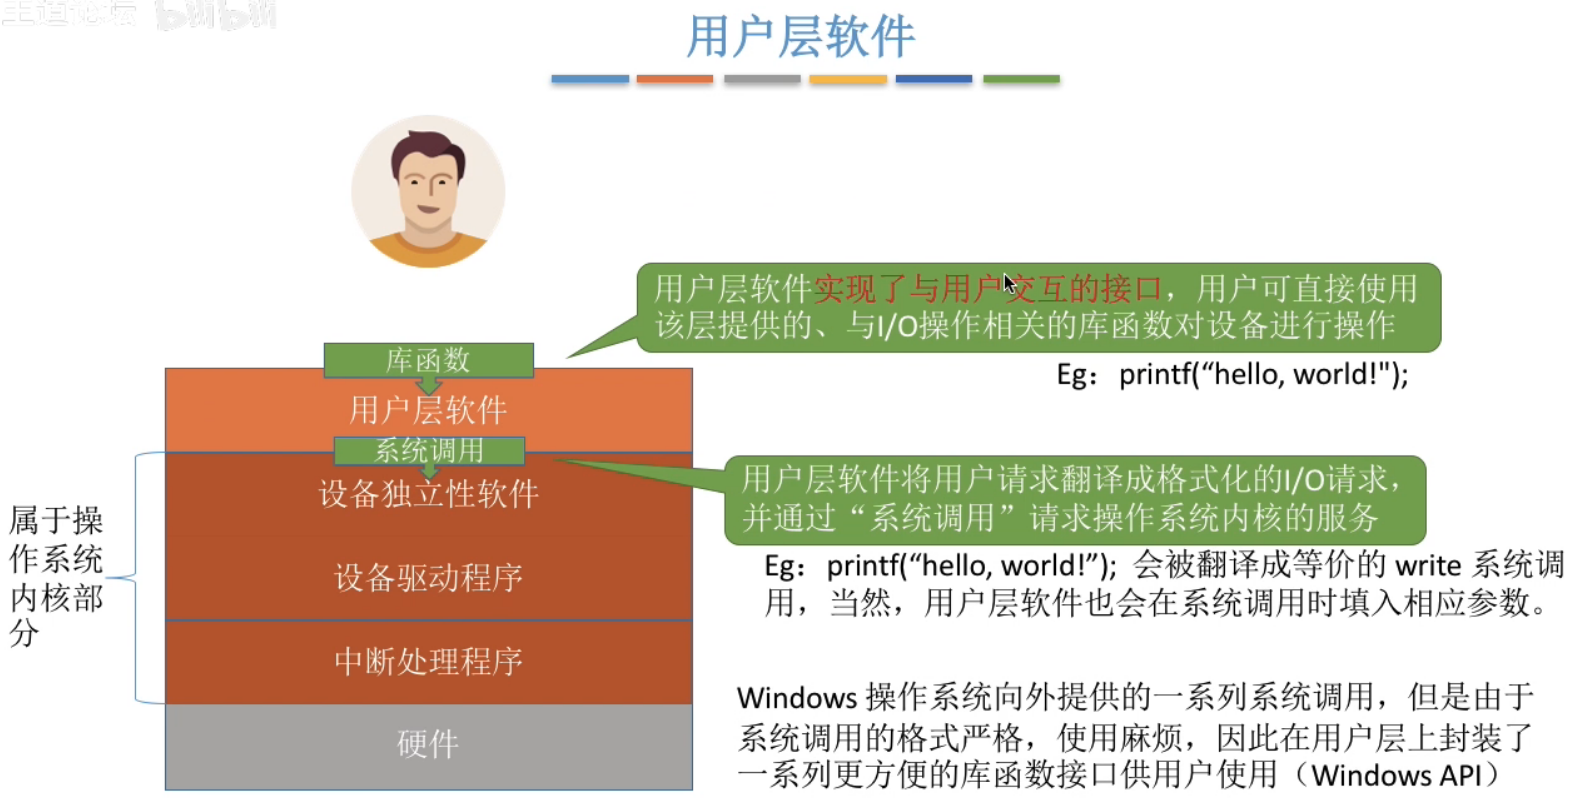 王道论坛 bilibili
用户层软件
用户层软件实现了与用户交互的接口，用户可直接使用
该层提供的、与I/O操作相关的库函数对设备进行操作
库函数
Eg：printf(“hello, world!");
用户层软件
系统调用
用户层软件将用户请求翻译成格式化的I/O请求，
并通过“系统调用”请求操作系统内核的服务
设备独立性软件
属于操
作系统
内核部
分
Eg：printf(“hello, world!”); 会被翻译成等价的 write 系统调
用，当然，用户层软件也会在系统调用时填入相应参数。
设备驱动程序
中断处理程序
Windows 操作系统向外提供的一系列系统调用，但是由于
系统调用的格式严格，使用麻烦，因此在用户层上封装了
一系列更方便的库函数接口供用户使用（Windows API）
硬件